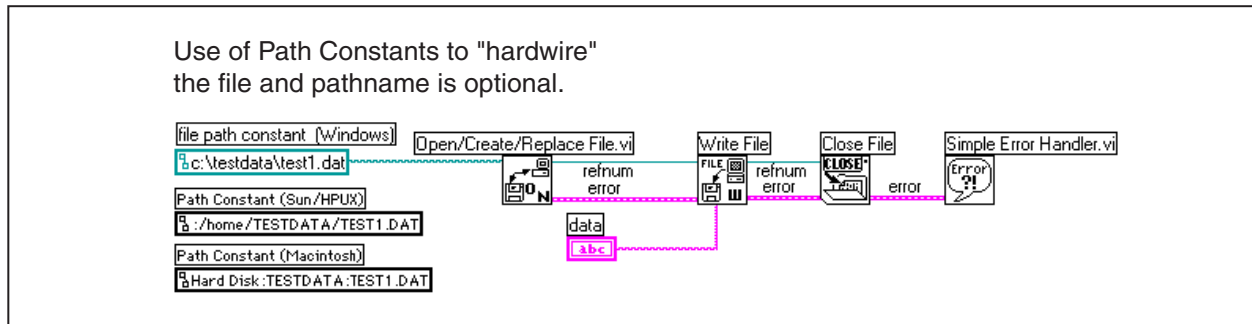 Use of Path Constants to "hardwire"
the file and pathname is optional.
file path constant (Windows)
c:\testdata\test1.dat
Open/Create/Replace File.vi
Write File
Close File
Simple Error Handler.vi
refnum
error
FILE
W
refnum
error
CLOSE
error
Error
?!
O
N
Path Constant (Sun/HPUX)
:/home/TESTDATA/TEST1.DAT
data
abc
Path Constant (Macintosh)
Hard Disk:TESTDATA:TEST1.DAT